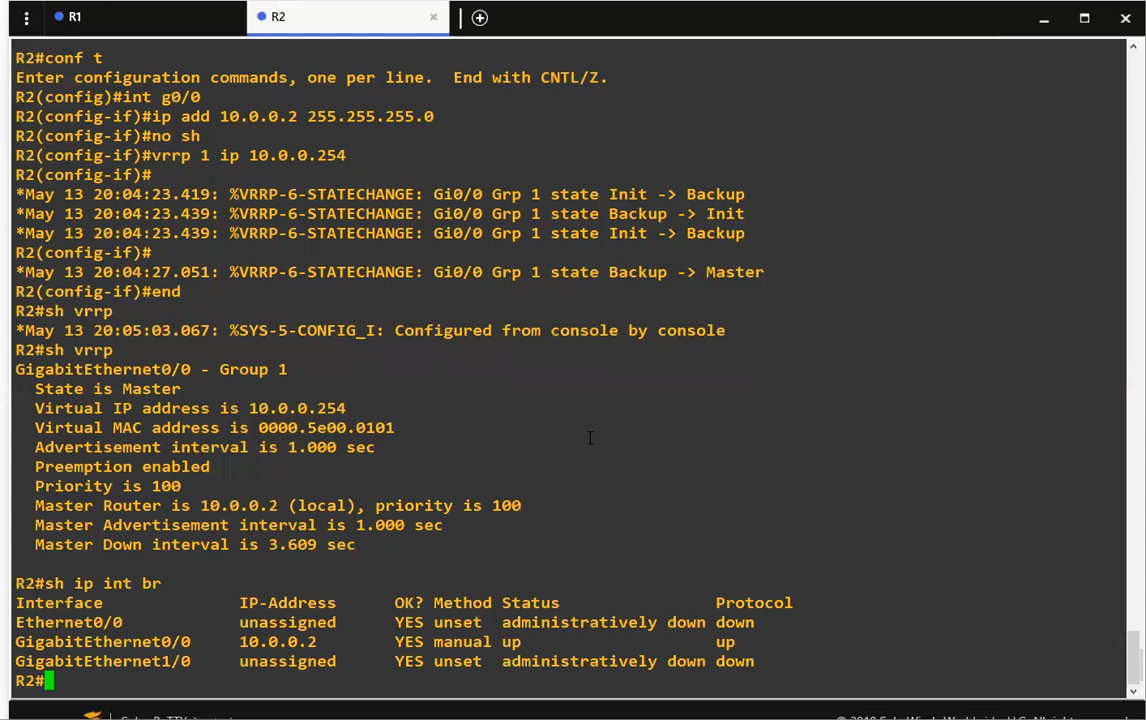 R1
R2
R2#conf t
Enter configuration commands, one per line.  End with CNTL/Z.
R2(config)#int g0/0
R2(config-if)#ip add 10.0.0.2 255.255.255.0
R2(config-if)#no sh
R2(config-if)#vrrp 1 ip 10.0.0.254
R2(config-if)#
*May 13 20:04:23.419: %VRRP-6-STATECHANGE: Gi0/0 Grp 1 state Init -> Backup
*May 13 20:04:23.439: %VRRP-6-STATECHANGE: Gi0/0 Grp 1 state Backup -> Init
*May 13 20:04:23.439: %VRRP-6-STATECHANGE: Gi0/0 Grp 1 state Init -> Backup
R2(config-if)#
*May 13 20:04:27.051: %VRRP-6-STATECHANGE: Gi0/0 Grp 1 state Backup -> Master
R2(config-if)#end
R2#sh vrrp
*May 13 20:05:03.067: %SYS-5-CONFIG_I: Configured from console by console
R2#sh vrrp
GigabitEthernet0/0 - Group 1
  State is Master
  Virtual IP address is 10.0.0.254
  Virtual MAC address is 0000.5e00.0101
  Advertisement interval is 1.000 sec
  Preemption enabled
  Priority is 100
  Master Router is 10.0.0.2 (local), priority is 100
  Master Advertisement interval is 1.000 sec
  Master Down interval is 3.609 sec
R2#sh ip int br
Interface              IP-Address      OK? Method Status                Protocol
Ethernet0/0            unassigned      YES unset  administratively down down
GigabitEthernet0/0     10.0.0.2        YES manual up                    up
GigabitEthernet1/0     unassigned      YES unset  administratively down down
R2#